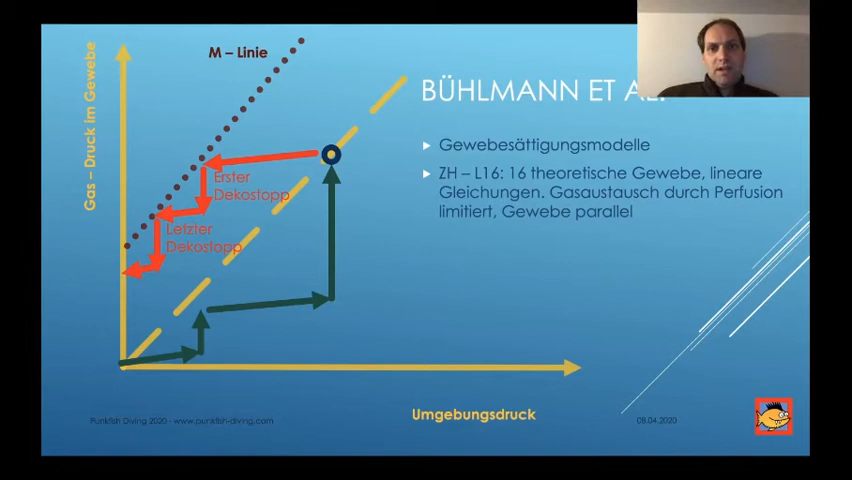 M – Linie
BÜHLMANN ET AL.
Gas – Druck im Gewebe
Gewebesättigungsmodelle
ZH – L16: 16 theoretische Gewebe, lineare
Gleichungen. Gasaustausch durch Perfusion
limitiert, Gewebe parallel
Erster
Dekostopp
Letzter
Dekostopp
Umgebungsdruck
Punkfish Diving 2020 - www.punkfish-diving.com
08.04.2020